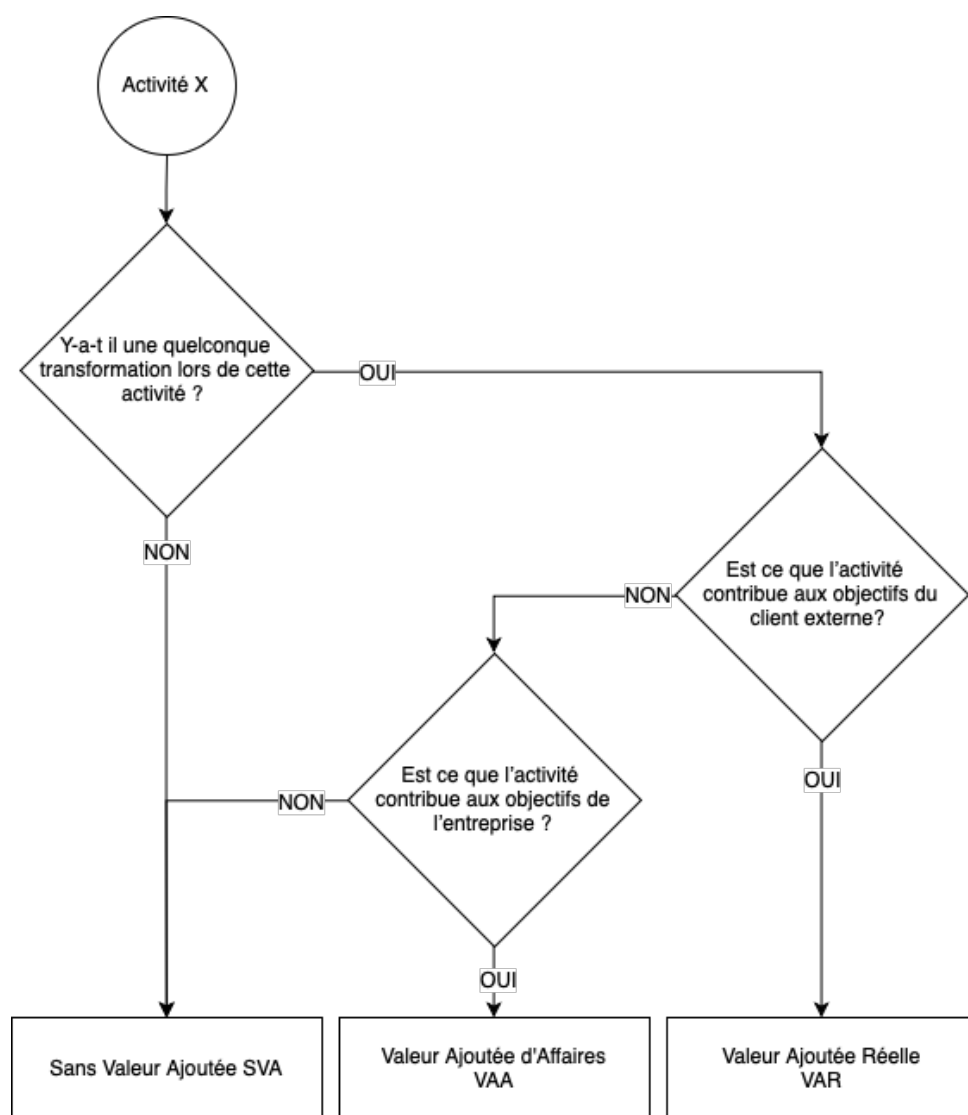 Activité X
Y-a-t il une quelconque
transformation lors de cette
activité ?
OUI
NON
Est ce que l'activité
contribue aux objectifs du
client externe?
NON
OUI
Est ce que l'activité
contribue aux objectifs de
l'entreprise ?
NON
OUI
Sans Valeur Ajoutée SVA
Valeur Ajoutée d'Affaires
VAA
Valeur Ajoutée Réelle
VAR